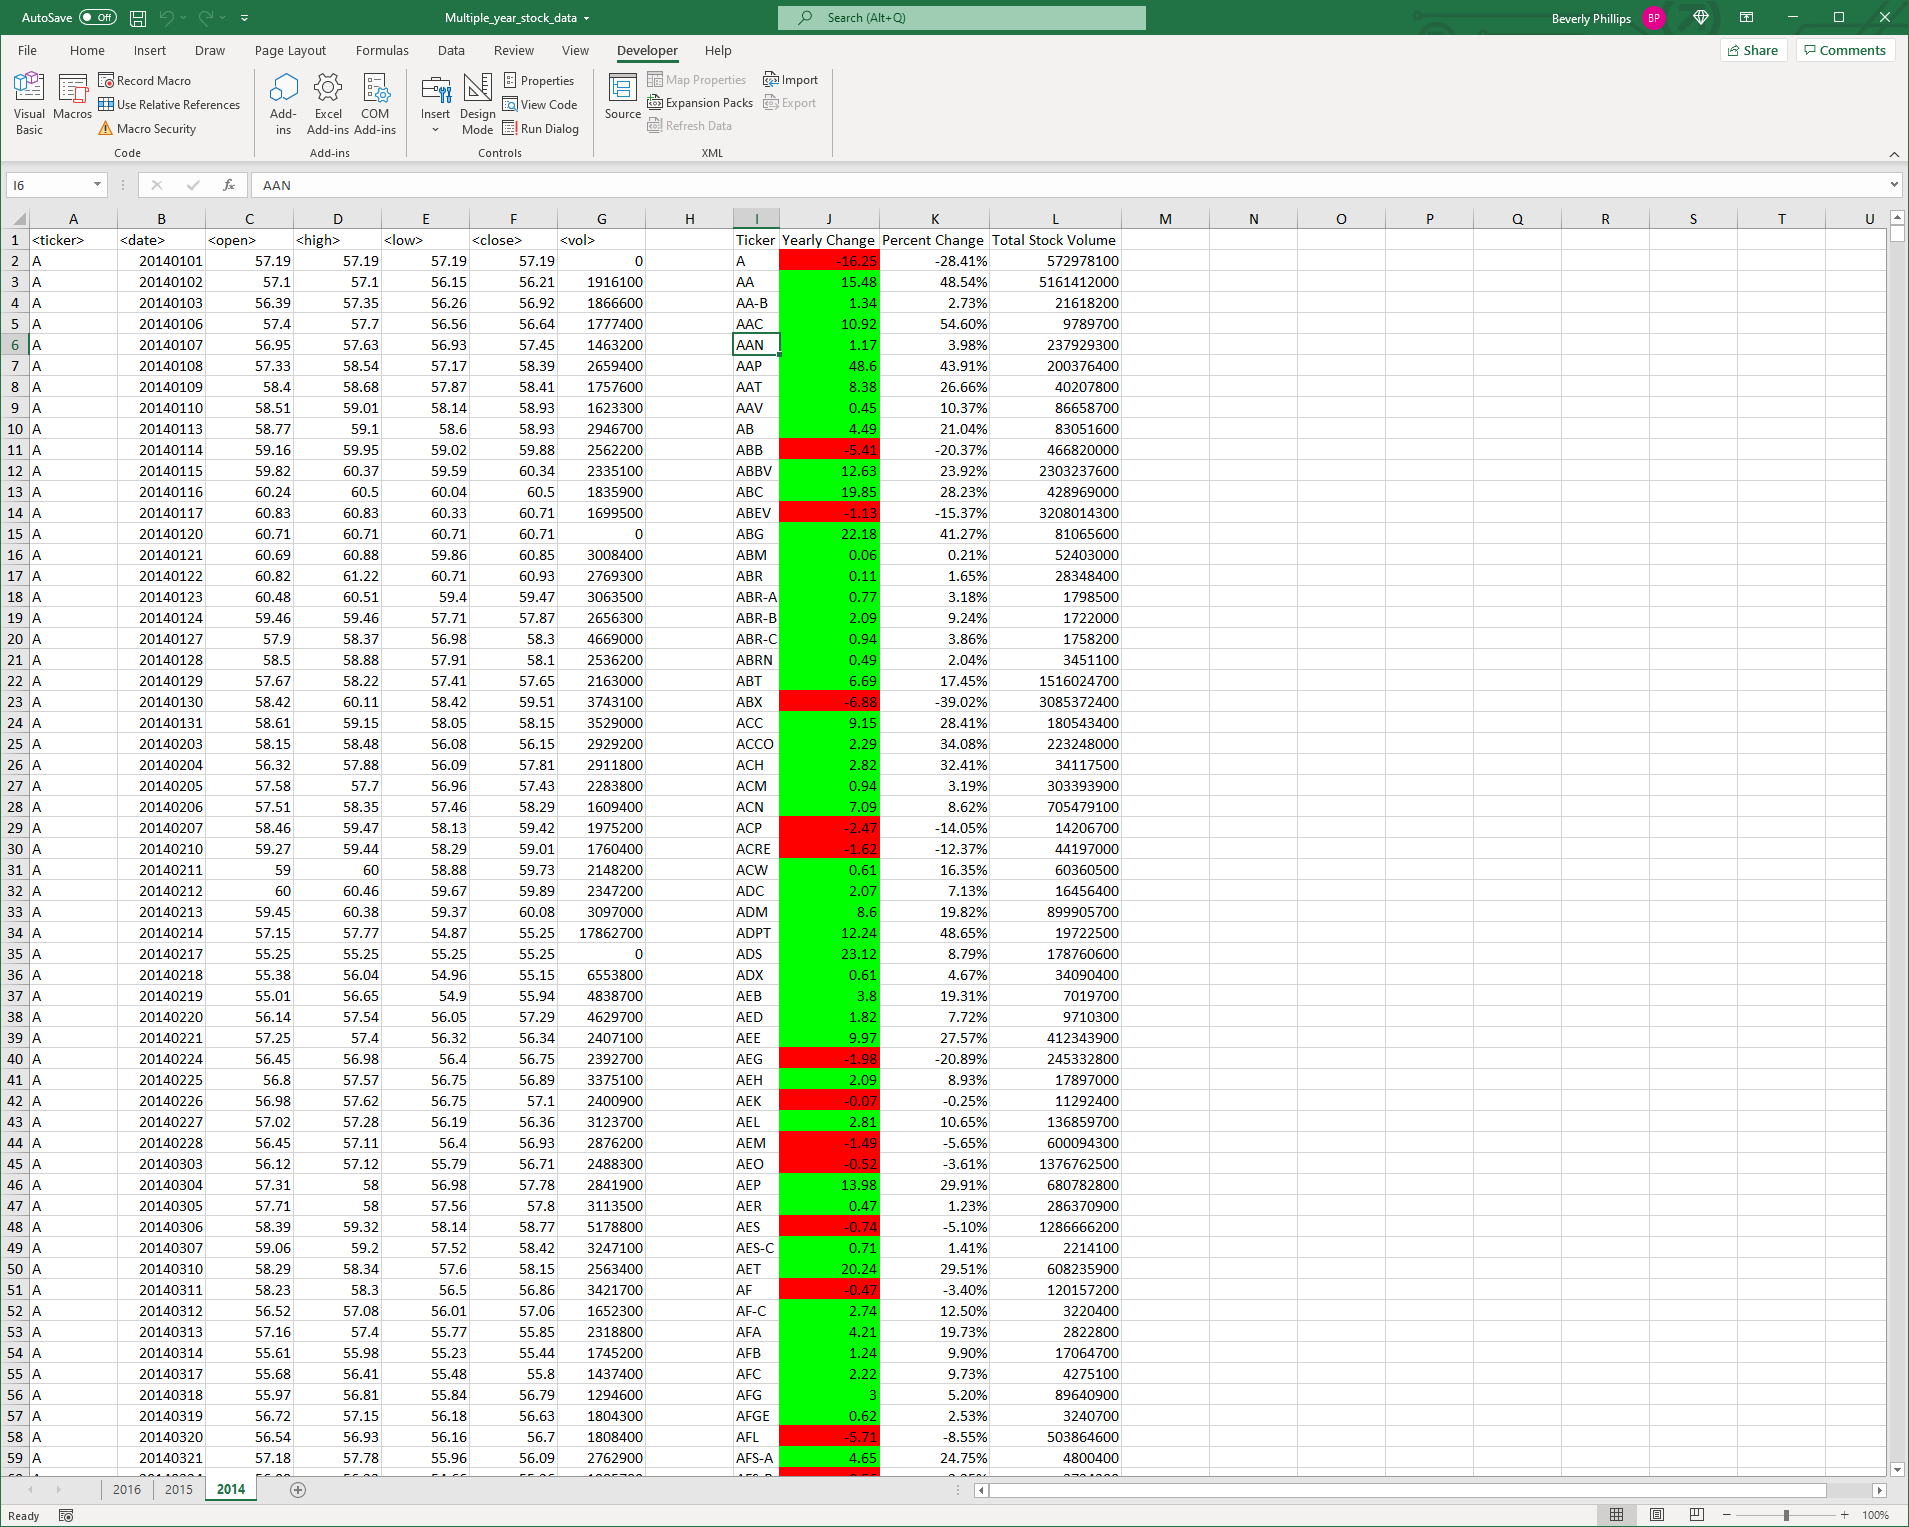 AutoSave Off Multiple_year_stock_data Search (Alt+Q) Beverly Phillips BP
File Home Insert Draw Page Layout Formulas Data Review View Developer Help Share Comments
Visual Basic Macros Record Macro Use Relative References Macro Security Code
Add-ins Excel Add-ins COM Add-ins Add-ins
Insert Design Mode Properties View Code Run Dialog Controls
Source Map Properties Expansion Packs Refresh Data Import Export XML
I6 fx AAN
A B C D E F G H I J K L M N O P Q R S T U
1 <ticker> <date> <open> <high> <low> <close> <vol> Ticker Yearly Change Percent Change Total Stock Volume
2 A 20140101 57.19 57.19 57.19 57.19 0 A -16.25 -28.41% 572978100
3 A 20140102 57.1 57.1 56.15 56.21 1916100 AA 15.48 48.54% 5161412000
4 A 20140103 56.39 57.35 56.26 56.92 1866600 AA-B 1.34 2.73% 21618200
5 A 20140106 57.4 57.7 56.56 56.64 1777400 AAC 10.92 54.60% 9789700
6 A 20140107 56.95 57.63 56.93 57.45 1463200 AAN 1.17 3.98% 237929300
7 A 20140108 57.33 58.54 57.17 58.39 2659400 AAP 48.6 43.91% 200376400
8 A 20140109 58.4 58.68 57.87 58.41 1757600 AAT 8.38 26.66% 40207800
9 A 20140110 58.51 59.01 58.14 58.93 1623300 AAV 0.45 10.37% 86658700
10 A 20140113 58.77 59.1 58.6 58.93 2946700 AB 4.49 21.04% 83051600
11 A 20140114 59.16 59.95 59.02 59.88 2562200 ABB -5.41 -20.37% 466820000
12 A 20140115 59.82 60.37 59.59 60.34 2335100 ABBV 12.63 23.92% 2303237600
13 A 20140116 60.24 60.5 60.04 60.5 1835900 ABC 19.85 28.23% 428969000
14 A 20140117 60.83 60.83 60.33 60.71 1699500 ABEV -1.13 -15.37% 3208014300
15 A 20140120 60.71 60.71 60.71 60.71 0 ABG 22.18 41.27% 81065600
16 A 20140121 60.69 60.88 59.86 60.85 3008400 ABM 0.06 0.21% 52403000
17 A 20140122 60.82 61.22 60.71 60.93 2769300 ABR 0.11 1.65% 28348400
18 A 20140123 60.48 60.51 59.4 59.47 3063500 ABR-A 0.77 3.18% 1798500
19 A 20140124 59.46 59.46 57.71 57.87 2656300 ABR-B 2.09 9.24% 1722000
20 A 20140127 57.9 58.37 56.98 58.3 4669000 ABR-C 0.94 3.86% 1758200
21 A 20140128 58.5 58.88 57.91 58.1 2536200 ABRN 0.49 2.04% 3451100
22 A 20140129 57.67 58.22 57.41 57.65 2163000 ABT 6.69 17.45% 1516024700
23 A 20140130 58.42 60.11 58.42 59.51 3743100 ABX -6.88 -39.02% 3085372400
24 A 20140131 58.61 59.15 58.05 58.15 3529000 ACC 9.15 28.41% 180543400
25 A 20140203 58.15 58.48 56.08 56.15 2929200 ACCO 2.29 34.08% 223248000
26 A 20140204 56.32 57.88 56.09 57.81 2911800 ACH 2.82 32.41% 34117500
27 A 20140205 57.58 57.7 56.96 57.43 2283800 ACM 0.94 3.19% 303393900
28 A 20140206 57.51 58.35 57.46 58.29 1609400 ACN 7.09 8.62% 705479100
29 A 20140207 58.46 59.47 58.13 59.42 1975200 ACP -2.47 -14.05% 14206700
30 A 20140210 59.27 59.44 58.29 59.01 1760400 ACRE -1.62 -12.37% 44197000
31 A 20140211 59 60 58.88 59.73 2148200 ACW 0.61 16.35% 60360500
32 A 20140212 60 60.46 59.67 59.89 2347200 ADC 2.07 7.13% 16456400
33 A 20140213 59.45 60.38 59.37 60.08 3097000 ADM 8.6 19.82% 899905700
34 A 20140214 57.15 57.77 54.87 55.25 17862700 ADPT 12.24 48.65% 19722500
35 A 20140217 55.25 55.25 55.25 55.25 0 ADS 23.12 8.79% 178760600
36 A 20140218 55.38 56.04 54.96 55.15 6553800 ADX 0.61 4.67% 34090400
37 A 20140219 55.01 56.65 54.9 55.94 4838700 AEB 3.8 19.31% 7019700
38 A 20140220 56.14 57.54 56.05 57.29 4629700 AED 1.82 7.72% 9710300
39 A 20140221 57.25 57.4 56.32 56.34 2407100 AEE 9.97 27.57% 412343900
40 A 20140224 56.45 56.98 56.4 56.75 2392700 AEG -1.98 -20.89% 245332800
41 A 20140225 56.8 57.57 56.75 56.89 3375100 AEH 2.09 8.93% 17897000
42 A 20140226 56.98 57.62 56.75 57.1 2400900 AEK -0.07 -0.25% 11292400
43 A 20140227 57.02 57.28 56.19 56.36 3123700 AEL 2.81 10.65% 136859700
44 A 20140228 56.45 57.11 56.4 56.93 2876200 AEM -1.49 -5.65% 600094300
45 A 20140303 56.12 57.12 55.79 56.71 2488300 AEO -0.52 -3.61% 1376762500
46 A 20140304 57.31 58 56.98 57.78 2841900 AEP 13.98 29.91% 680782800
47 A 20140305 57.71 58 57.56 57.8 3113500 AER 0.47 1.23% 286370900
48 A 20140306 58.39 59.32 58.14 58.77 5178800 AES -0.74 -5.10% 1286666200
49 A 20140307 59.06 59.2 57.52 58.42 3247100 AES-C 0.71 1.41% 2214100
50 A 20140310 58.29 58.34 57.6 58.15 2563400 AET 20.24 29.51% 608235900
51 A 20140311 58.23 58.3 56.5 56.86 3421700 AF -0.47 -3.40% 120157200
52 A 20140312 56.52 57.08 56.01 57.06 1652300 AF-C 2.74 12.50% 3220400
53 A 20140313 57.16 57.4 55.77 55.85 2318800 AFA 4.21 19.73% 2822800
54 A 20140314 55.61 55.98 55.23 55.44 1745200 AFB 1.24 9.90% 17064700
55 A 20140317 55.68 56.41 55.48 55.8 1437400 AFC 2.22 9.73% 4275100
56 A 20140318 55.97 56.81 55.84 56.79 1294600 AFG 3 5.20% 89640900
57 A 20140319 56.72 57.15 56.18 56.63 1804300 AFGE 0.62 2.53% 3240700
58 A 20140320 56.54 56.93 56.16 56.7 1808400 AFL -5.71 -8.55% 503864600
59 A 20140321 57.18 57.78 55.96 56.09 2762900 AFS-A 4.65 24.75% 4800400
2016 2015 2014
Ready 100%